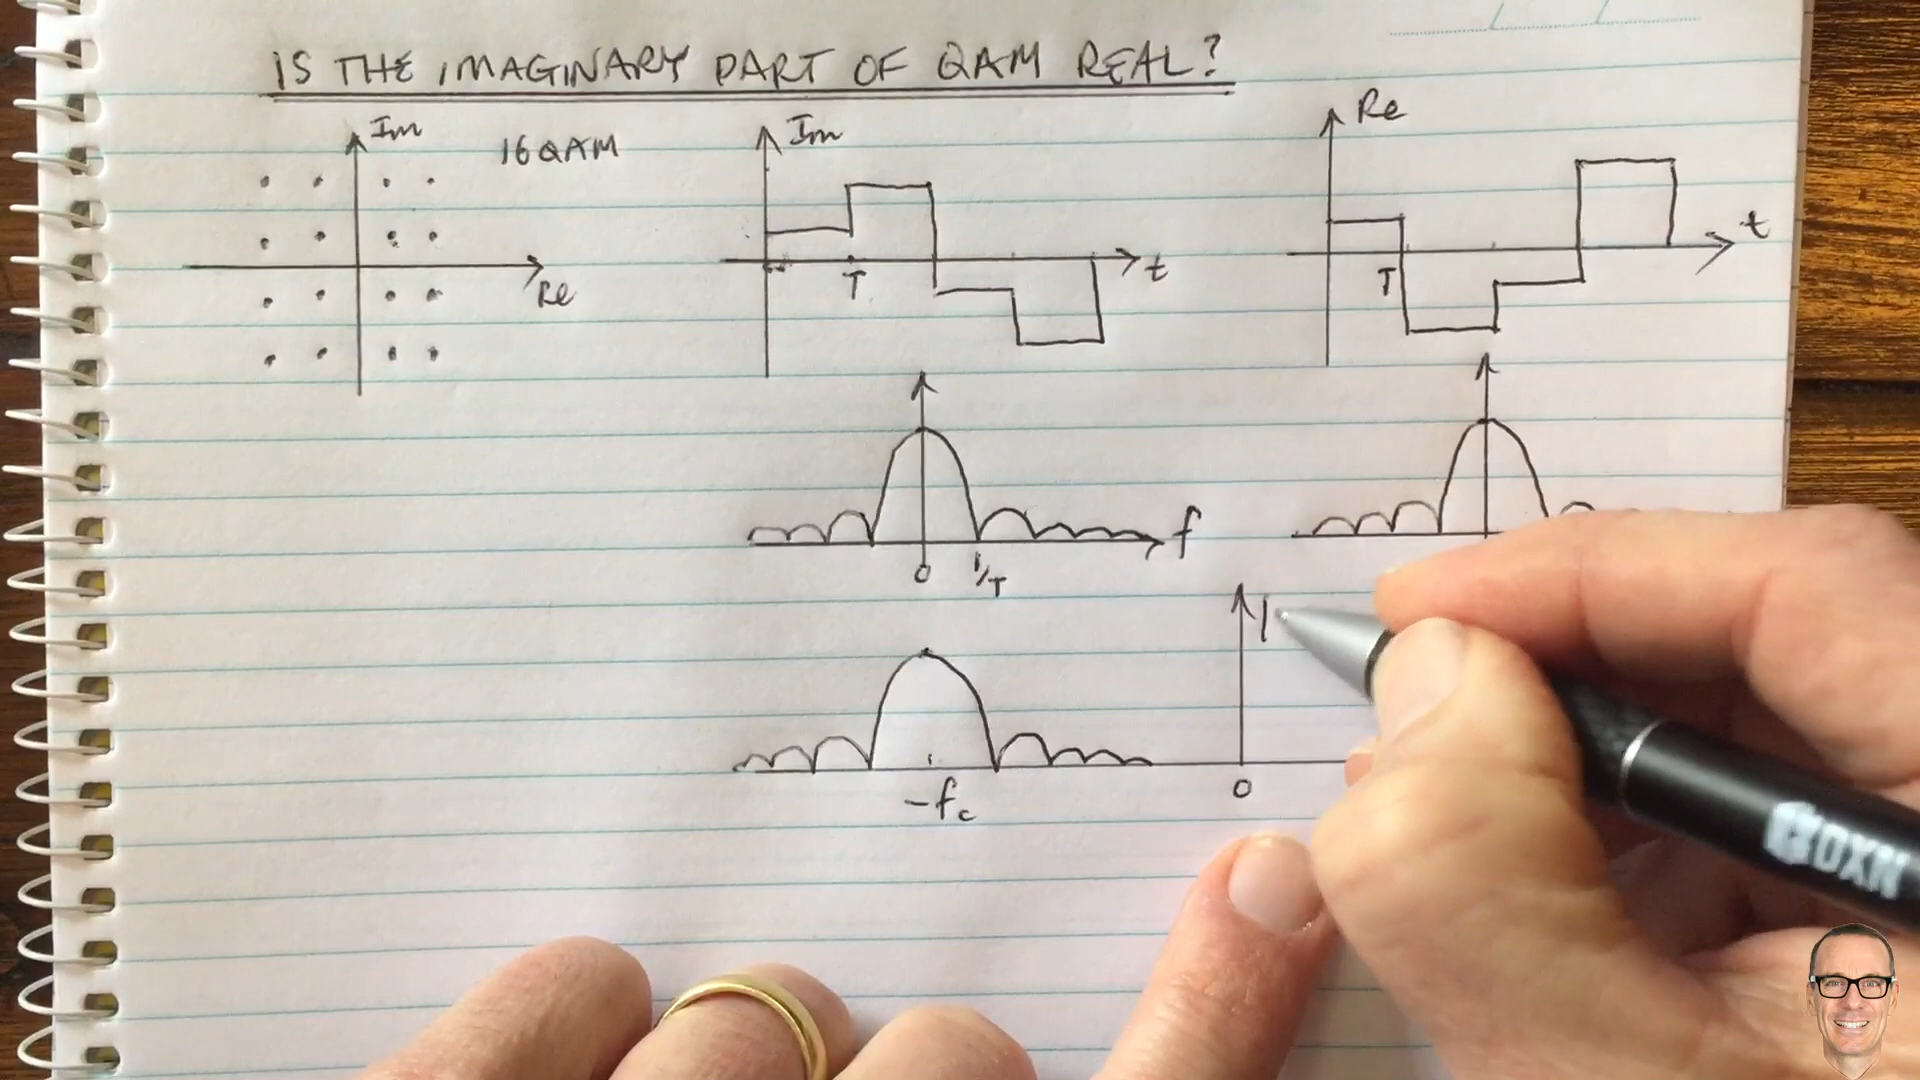 IS THE IMAGINARY PART OF QAM REAL?
Im
16QAM
Re
Im
T
t
Re
T
t
0
1/T
f
-fc
0
DXN